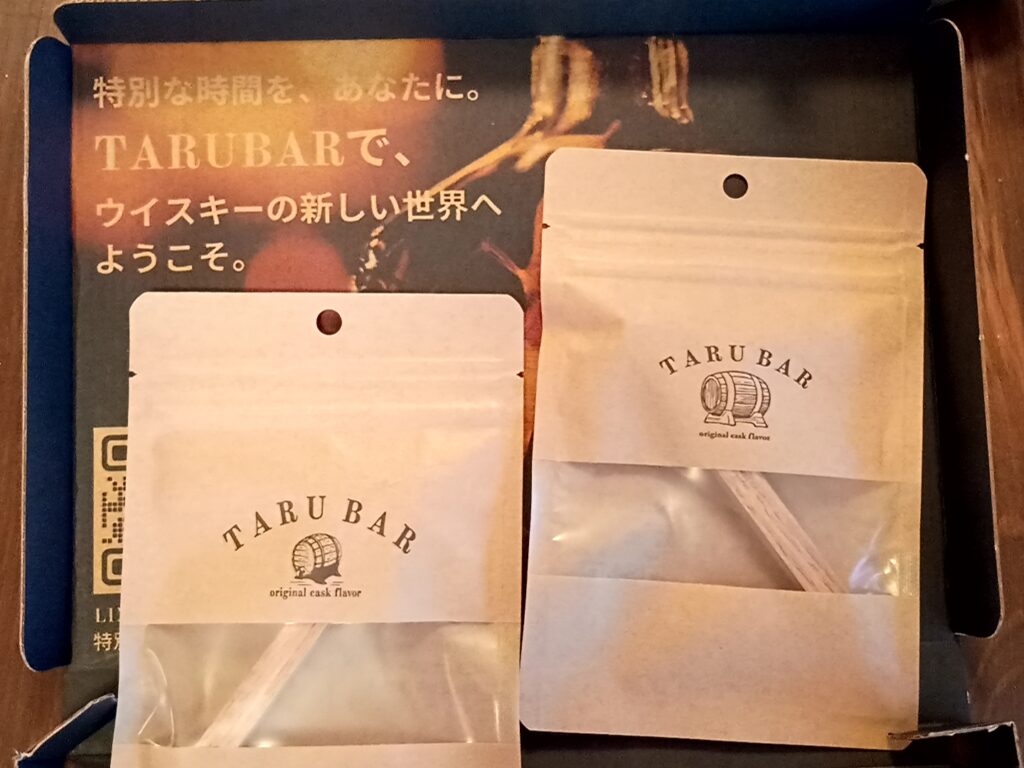 特別な時間を、あなたに。
TARUBARで、
ウイスキーの新しい世界へ
ようこそ。
TARU BAR
original cask flavor
TARU BAR
original cask flavor
特別